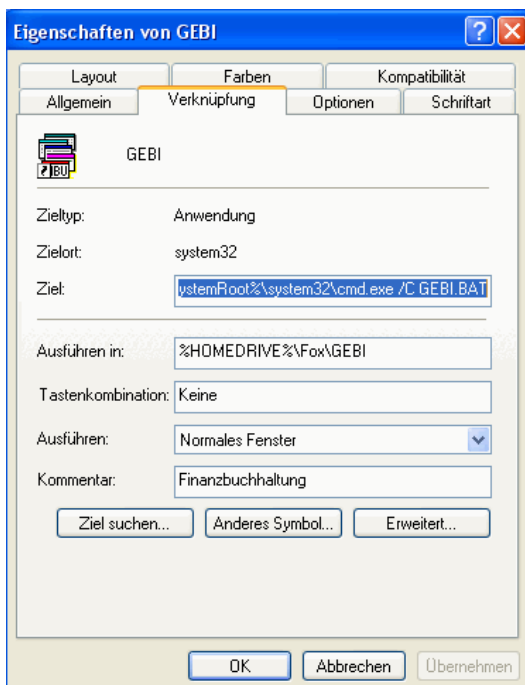 Eigenschaften von GEBI
Layout Farben Kompatibilität
Allgemein Verknüpfung Optionen Schriftart
BU
GEBI
Zieltyp: Anwendung
Zielort: system32
Ziel: ystemRoot%\system32\cmd.exe /C GEBI.BAT
Ausführen in: %HOMEDRIVE%\Fox\GEBI
Tastenkombination: Keine
Ausführen: Normales Fenster
Kommentar: Finanzbuchhaltung
Ziel suchen... Anderes Symbol... Erweitert...
OK Abbrechen Übernehmen